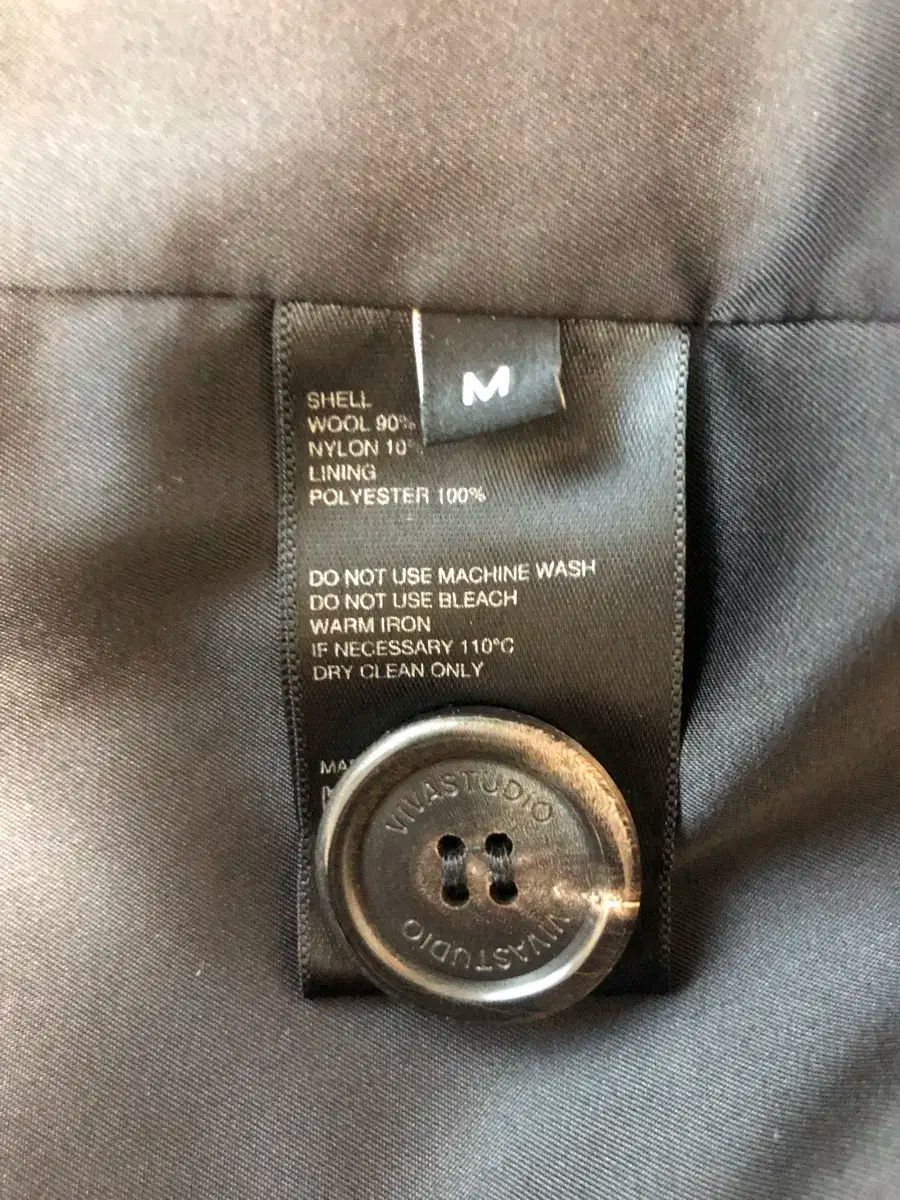 M
SHELL
WOOL 90%
NYLON 10
LINING
POLYESTER 100%
DO NOT USE MACHINE WASH
DO NOT USE BLEACH
WARM IRON
IF NECESSARY 110°C
DRY CLEAN ONLY
VIVASTUDIO
VIVASTUDIO